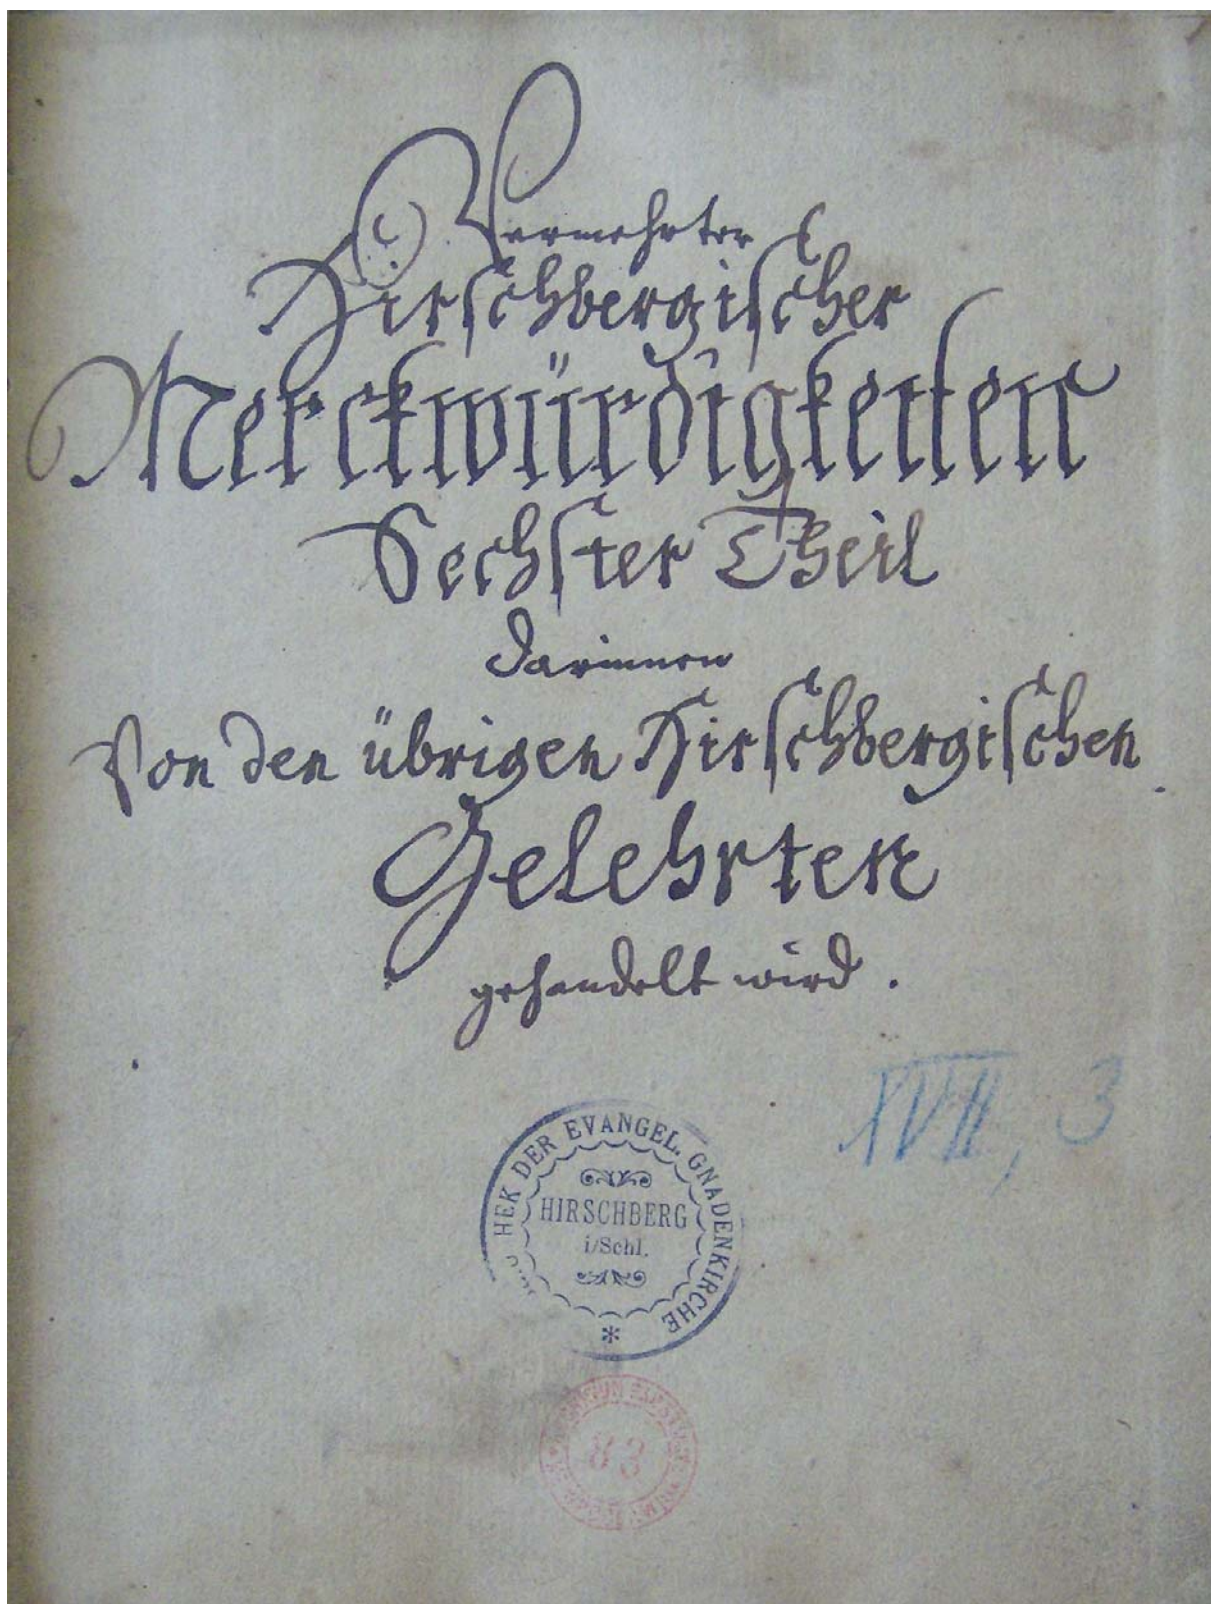 Vermehrter
Hirschbergischer
Merckwürdigkeiten
Sechster Theil
darinnen
Von den übrigen Hirschbergischen
Gelehrten
gehandelt wird.
XVII, 3
HEK DER EVANGEL. GNADENKIRCHE
HIRSCHBERG
i/Schl.
*
83